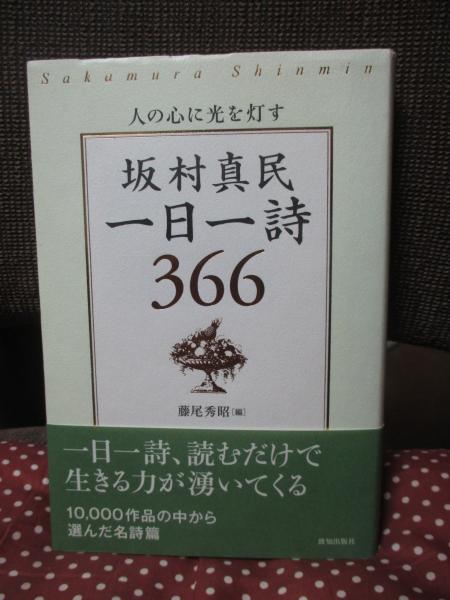 Sakamura Shinmin
人の心に光を灯す
坂村真民
一日一詩
366
藤尾秀昭[編]
一日一詩、読むだけで
生きる力が湧いてくる
10,000作品の中から
選んだ名詩篇
致知出版社